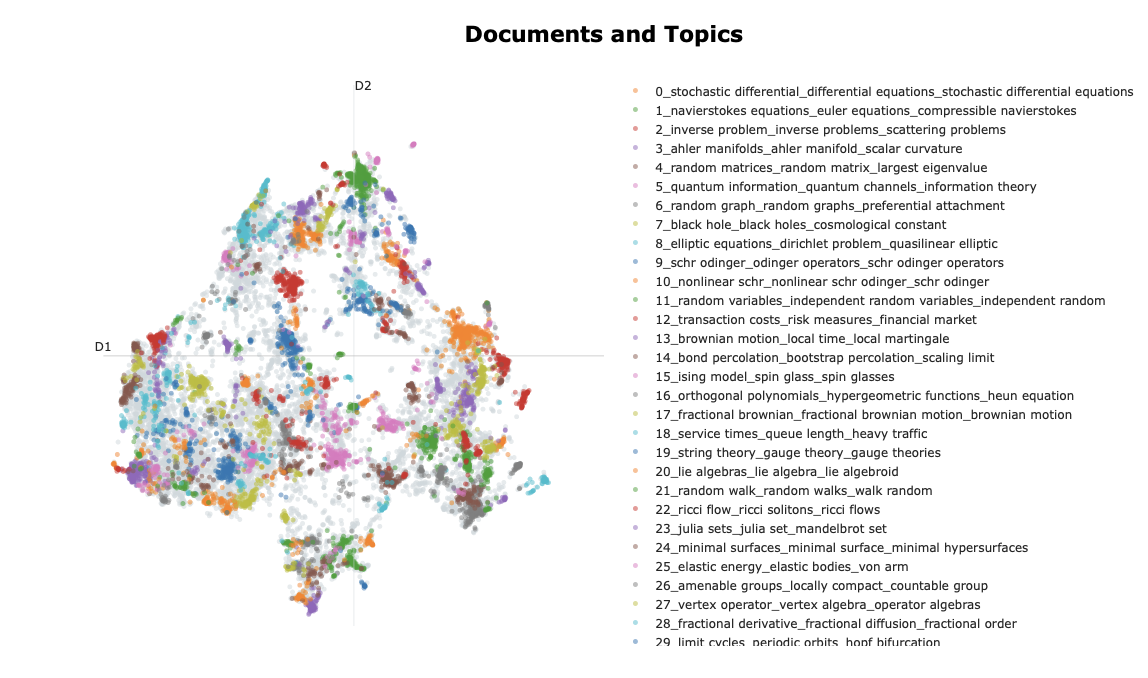 Documents and Topics
D2
D1
0_stochastic differential_differential equations_stochastic differential equations
1_navierstokes equations_euler equations_compressible navierstokes
2_inverse problem_inverse problems_scattering problems
3_ahler manifolds_ahler manifold_scalar curvature
4_random matrices_random matrix_largest eigenvalue
5_quantum information_quantum channels_information theory
6_random graph_random graphs_preferential attachment
7_black hole_black holes_cosmological constant
8_elliptic equations_dirichlet problem_quasilinear elliptic
9_schr odinger_odinger operators_schr odinger operators
10_nonlinear schr_nonlinear schr odinger_schr odinger
11_random variables_independent random variables_independent random
12_transaction costs_risk measures_financial market
13_brownian motion_local time_local martingale
14_bond percolation_bootstrap percolation_scaling limit
15_ising model_spin glass_spin glasses
16_orthogonal polynomials_hypergeometric functions_heun equation
17_fractional brownian_fractional brownian motion_brownian motion
18_service times_queue length_heavy traffic
19_string theory_gauge theory_gauge theories
20_lie algebras_lie algebra_lie algebroid
21_random walk_random walks_walk random
22_ricci flow_ricci solitons_ricci flows
23_julia sets_julia set_mandelbrot set
24_minimal surfaces_minimal surface_minimal hypersurfaces
25_elastic energy_elastic bodies_von arm
26_amenable groups_locally compact_countable group
27_vertex operator_vertex algebra_operator algebras
28_fractional derivative_fractional diffusion_fractional order
29_limit cycles_periodic orbits_hopf bifurcation